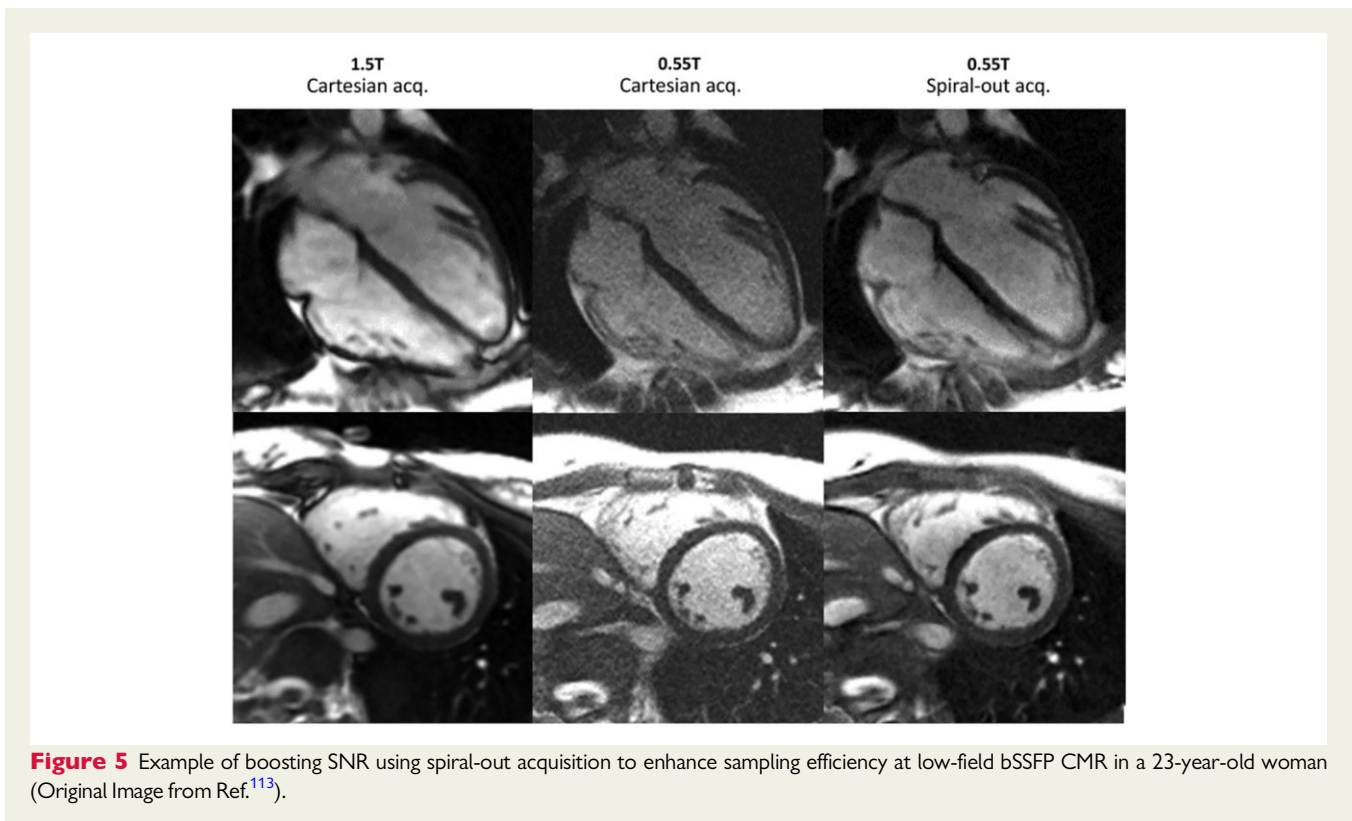 1.5T
Cartesian acq.
0.55T
Cartesian acq.
0.55T
Spiral-out acq.
Figure 5 Example of boosting SNR using spiral-out acquisition to enhance sampling efficiency at low-field bSSFP CMR in a 23-year-old woman
(Original Image from Ref.113).